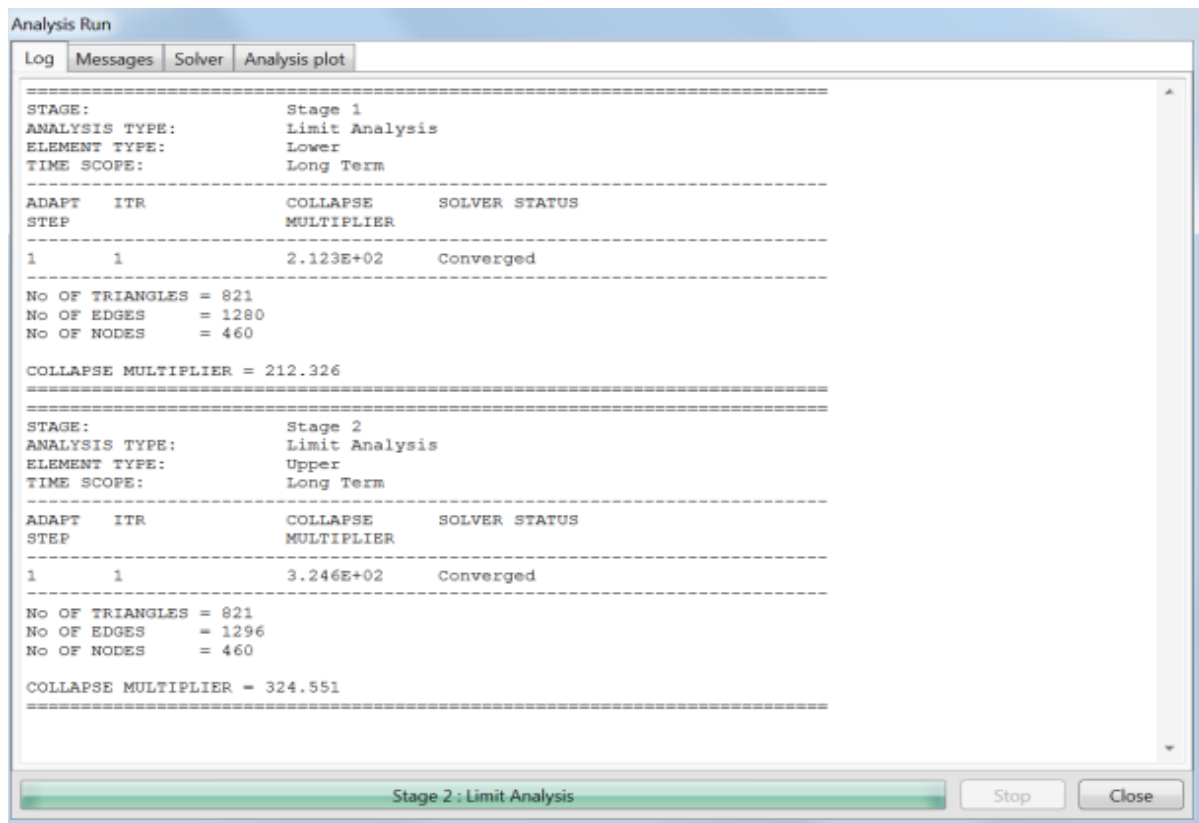 Analysis Run
Log Messages Solver Analysis plot
==========================================================================
STAGE: Stage 1
ANALYSIS TYPE: Limit Analysis
ELEMENT TYPE: Lower
TIME SCOPE: Long Term
--------------------------------------------------------------------------
ADAPT ITR COLLAPSE SOLVER STATUS
STEP MULTIPLIER
--------------------------------------------------------------------------
1 1 2.123E+02 Converged
--------------------------------------------------------------------------
No OF TRIANGLES = 821
No OF EDGES = 1280
No OF NODES = 460
COLLAPSE MULTIPLIER = 212.326
==========================================================================
==========================================================================
STAGE: Stage 2
ANALYSIS TYPE: Limit Analysis
ELEMENT TYPE: Upper
TIME SCOPE: Long Term
--------------------------------------------------------------------------
ADAPT ITR COLLAPSE SOLVER STATUS
STEP MULTIPLIER
--------------------------------------------------------------------------
1 1 3.246E+02 Converged
--------------------------------------------------------------------------
No OF TRIANGLES = 821
No OF EDGES = 1296
No OF NODES = 460
COLLAPSE MULTIPLIER = 324.551
==========================================================================
Stage 2 : Limit Analysis Stop Close